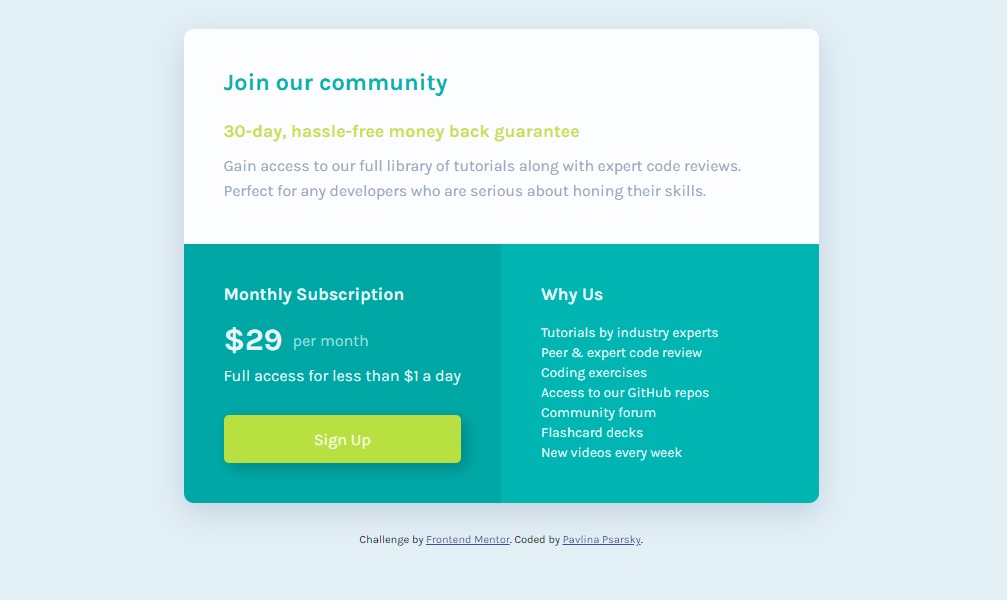 Join our community
30-day, hassle-free money back guarantee
Gain access to our full library of tutorials along with expert code reviews.
Perfect for any developers who are serious about honing their skills.
Monthly Subscription
$29 per month
Full access for less than $1 a day
Sign Up
Why Us
Tutorials by industry experts
Peer & expert code review
Coding exercises
Access to our GitHub repos
Community forum
Flashcard decks
New videos every week
Challenge by Frontend Mentor. Coded by Pavlina Psarsky.